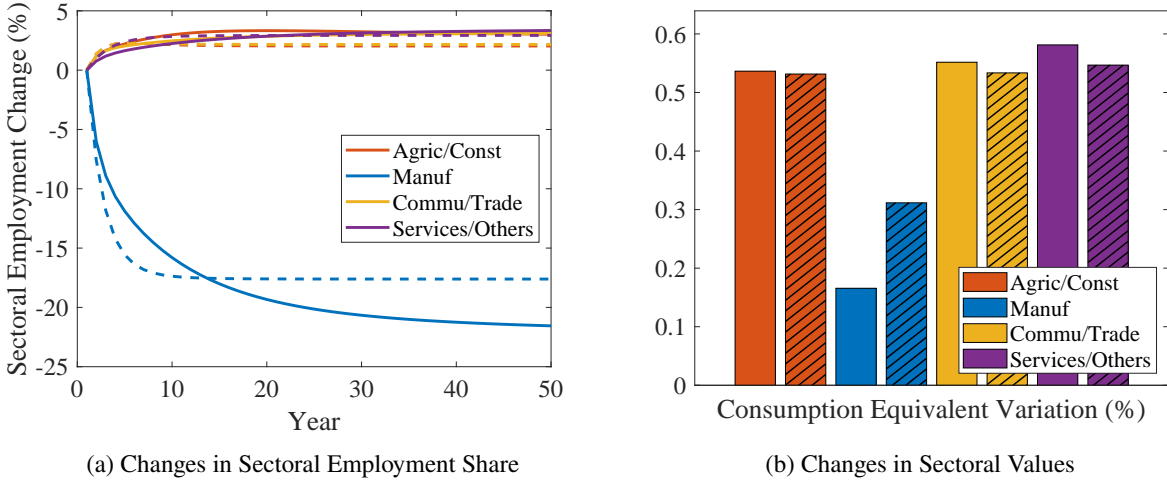 Sectoral Employment Change (%)
5
0
-5
-10
-15
-20
-25
0
10
20
30
40
50
Year
Agric/Const
Manuf
Commu/Trade
Services/Others
(a) Changes in Sectoral Employment Share
0.6
0.5
0.4
0.3
0.2
0.1
0
Agric/Const
Manuf
Commu/Trade
Services/Others
Consumption Equivalent Variation (%)
(b) Changes in Sectoral Values